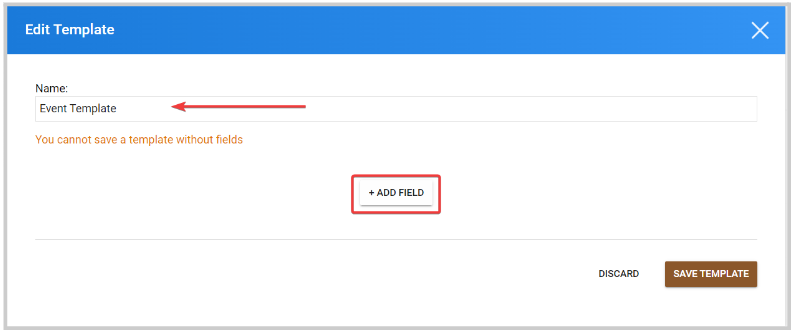 Edit Template
Name:
Event Template
You cannot save a template without fields
+ ADD FIELD
DISCARD
SAVE TEMPLATE